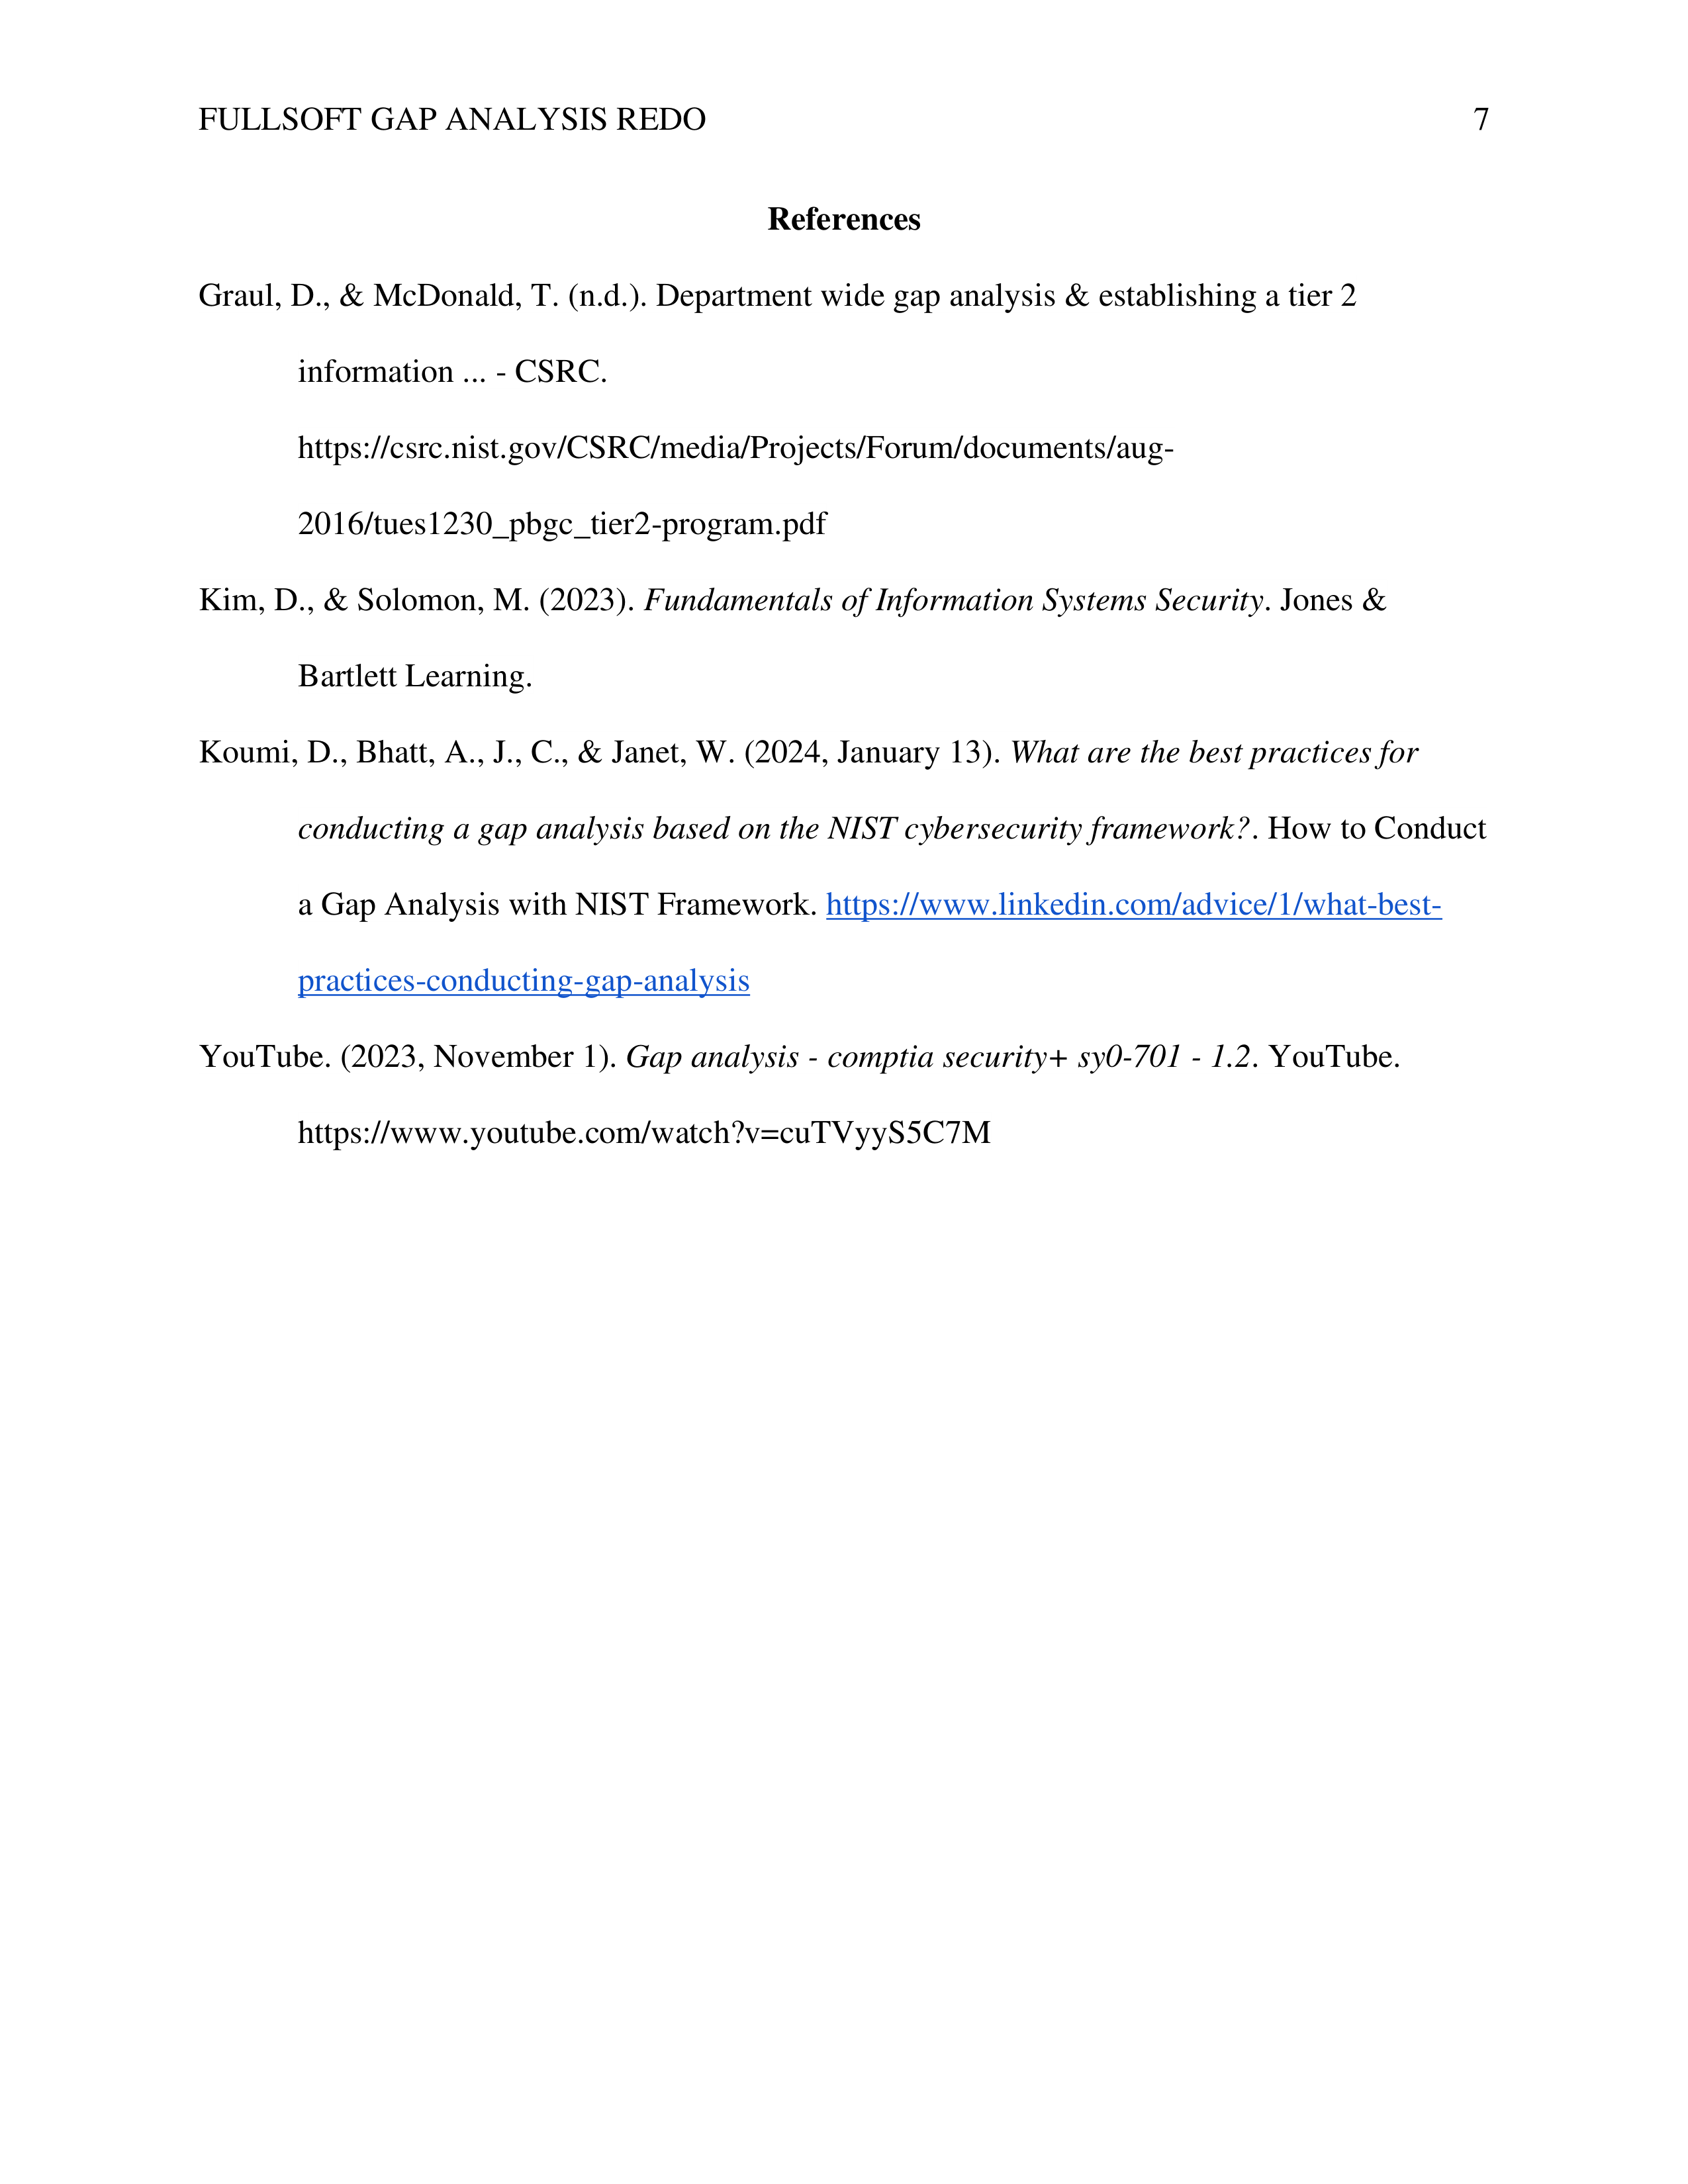 FULLSOFT GAP ANALYSIS REDO 7
References
Graul, D., & McDonald, T. (n.d.). Department wide gap analysis & establishing a tier 2
information ... - CSRC.
https://csrc.nist.gov/CSRC/media/Projects/Forum/documents/aug-
2016/tues1230_pbgc_tier2-program.pdf
Kim, D., & Solomon, M. (2023). Fundamentals of Information Systems Security. Jones &
Bartlett Learning.
Koumi, D., Bhatt, A., J., C., & Janet, W. (2024, January 13). What are the best practices for
conducting a gap analysis based on the NIST cybersecurity framework?. How to Conduct
a Gap Analysis with NIST Framework. https://www.linkedin.com/advice/1/what-best-
practices-conducting-gap-analysis
YouTube. (2023, November 1). Gap analysis - comptia security+ sy0-701 - 1.2. YouTube.
https://www.youtube.com/watch?v=cuTVyyS5C7M